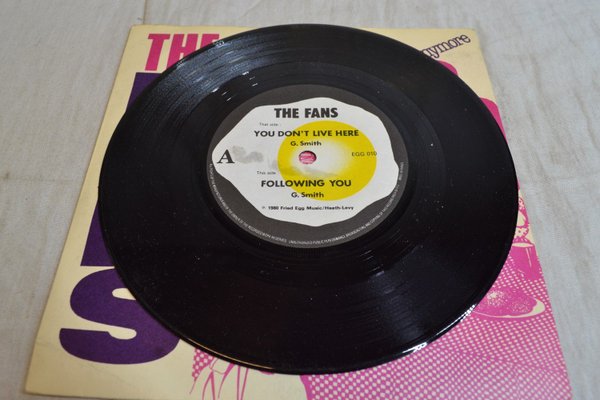 THE
aymore
S
THE FANS
That side :
YOU DON'T LIVE HERE
G. Smith
A
EGG 010
This side
FOLLOWING YOU
G. Smith
℗ 1980 Fried Egg Music/Heath-Levy